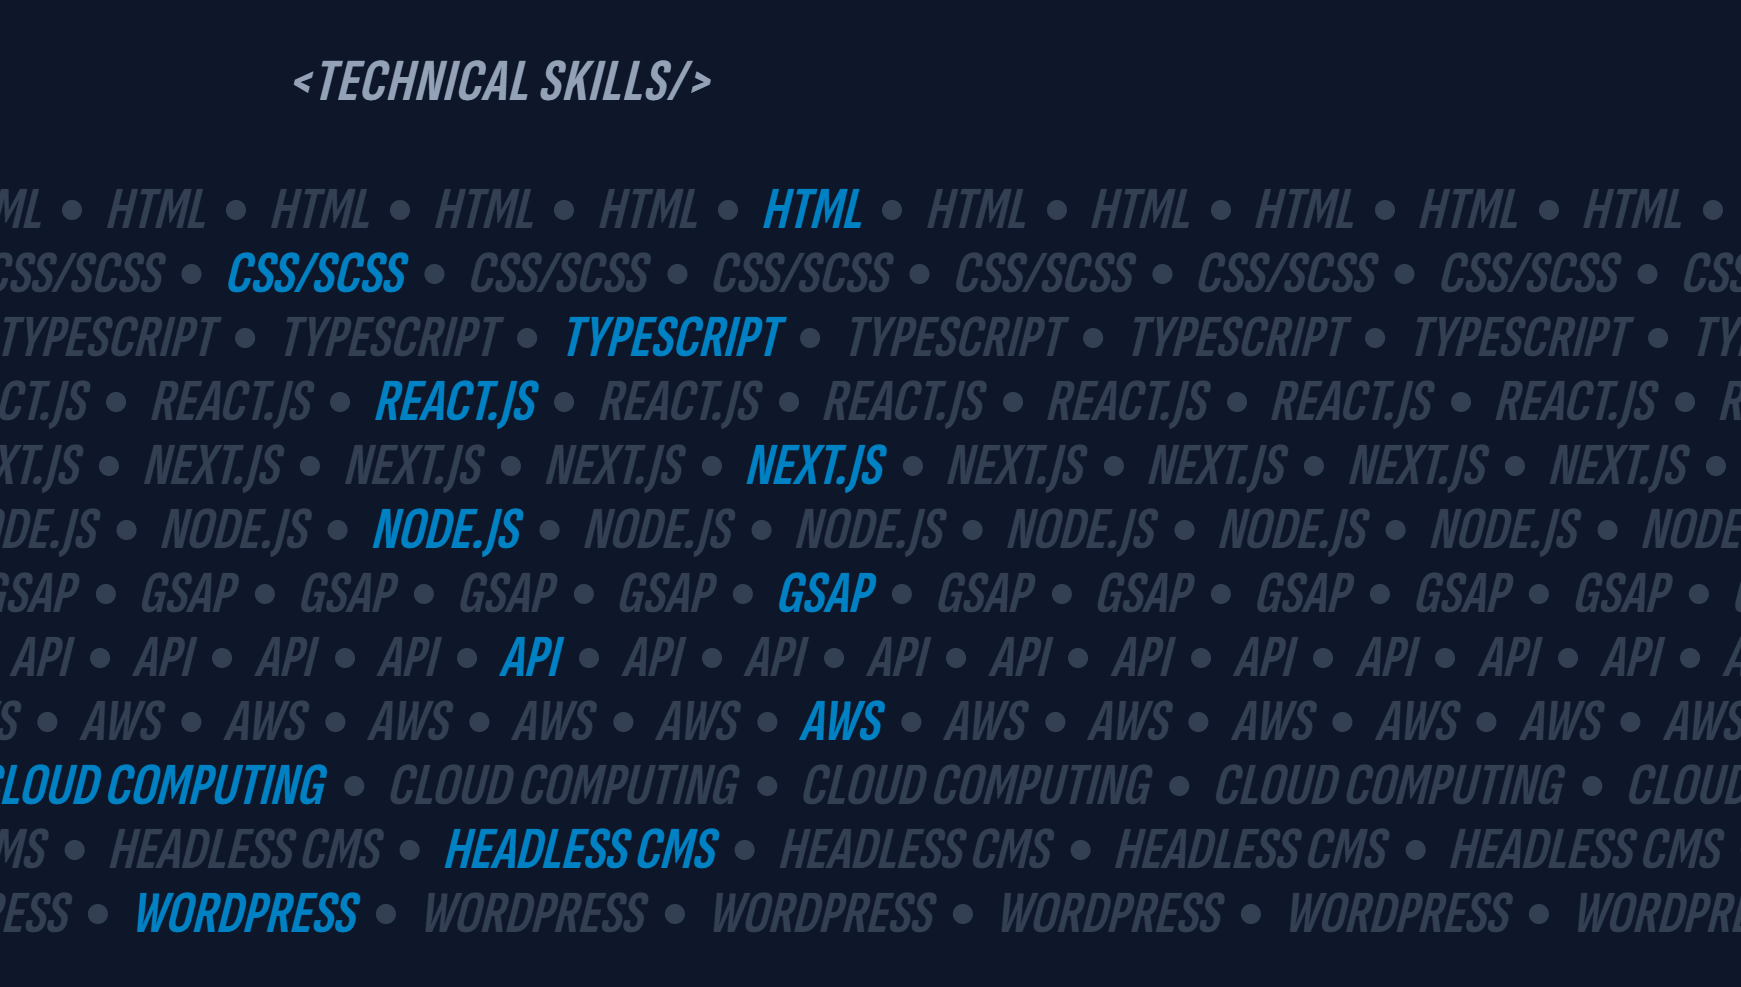 <TECHNICAL SKILLS/>
ML • HTML • HTML • HTML • HTML • HTML • HTML • HTML • HTML • HTML • HTML •
CSS/SCSS • CSS/SCSS • CSS/SCSS • CSS/SCSS • CSS/SCSS • CSS/SCSS • CSS/SCSS • CSS
TYPESCRIPT • TYPESCRIPT • TYPESCRIPT • TYPESCRIPT • TYPESCRIPT • TYPESCRIPT • TY
CT.JS • REACT.JS • REACT.JS • REACT.JS • REACT.JS • REACT.JS • REACT.JS • REACT.JS • R
XT.JS • NEXT.JS • NEXT.JS • NEXT.JS • NEXT.JS • NEXT.JS • NEXT.JS • NEXT.JS • NEXT.JS •
DE.JS • NODE.JS • NODE.JS • NODE.JS • NODE.JS • NODE.JS • NODE.JS • NODE.JS • NODE
GSAP • GSAP • GSAP • GSAP • GSAP • GSAP • GSAP • GSAP • GSAP • GSAP • GSAP •
API • API • API • API • API • API • API • API • API • API • API • API • API • API • A
S • AWS • AWS • AWS • AWS • AWS • AWS • AWS • AWS • AWS • AWS • AWS • AWS
CLOUD COMPUTING • CLOUD COMPUTING • CLOUD COMPUTING • CLOUD COMPUTING • CLOUD
MS • HEADLESS CMS • HEADLESS CMS • HEADLESS CMS • HEADLESS CMS • HEADLESS CMS
ESS • WORDPRESS • WORDPRESS • WORDPRESS • WORDPRESS • WORDPRESS • WORDPRE